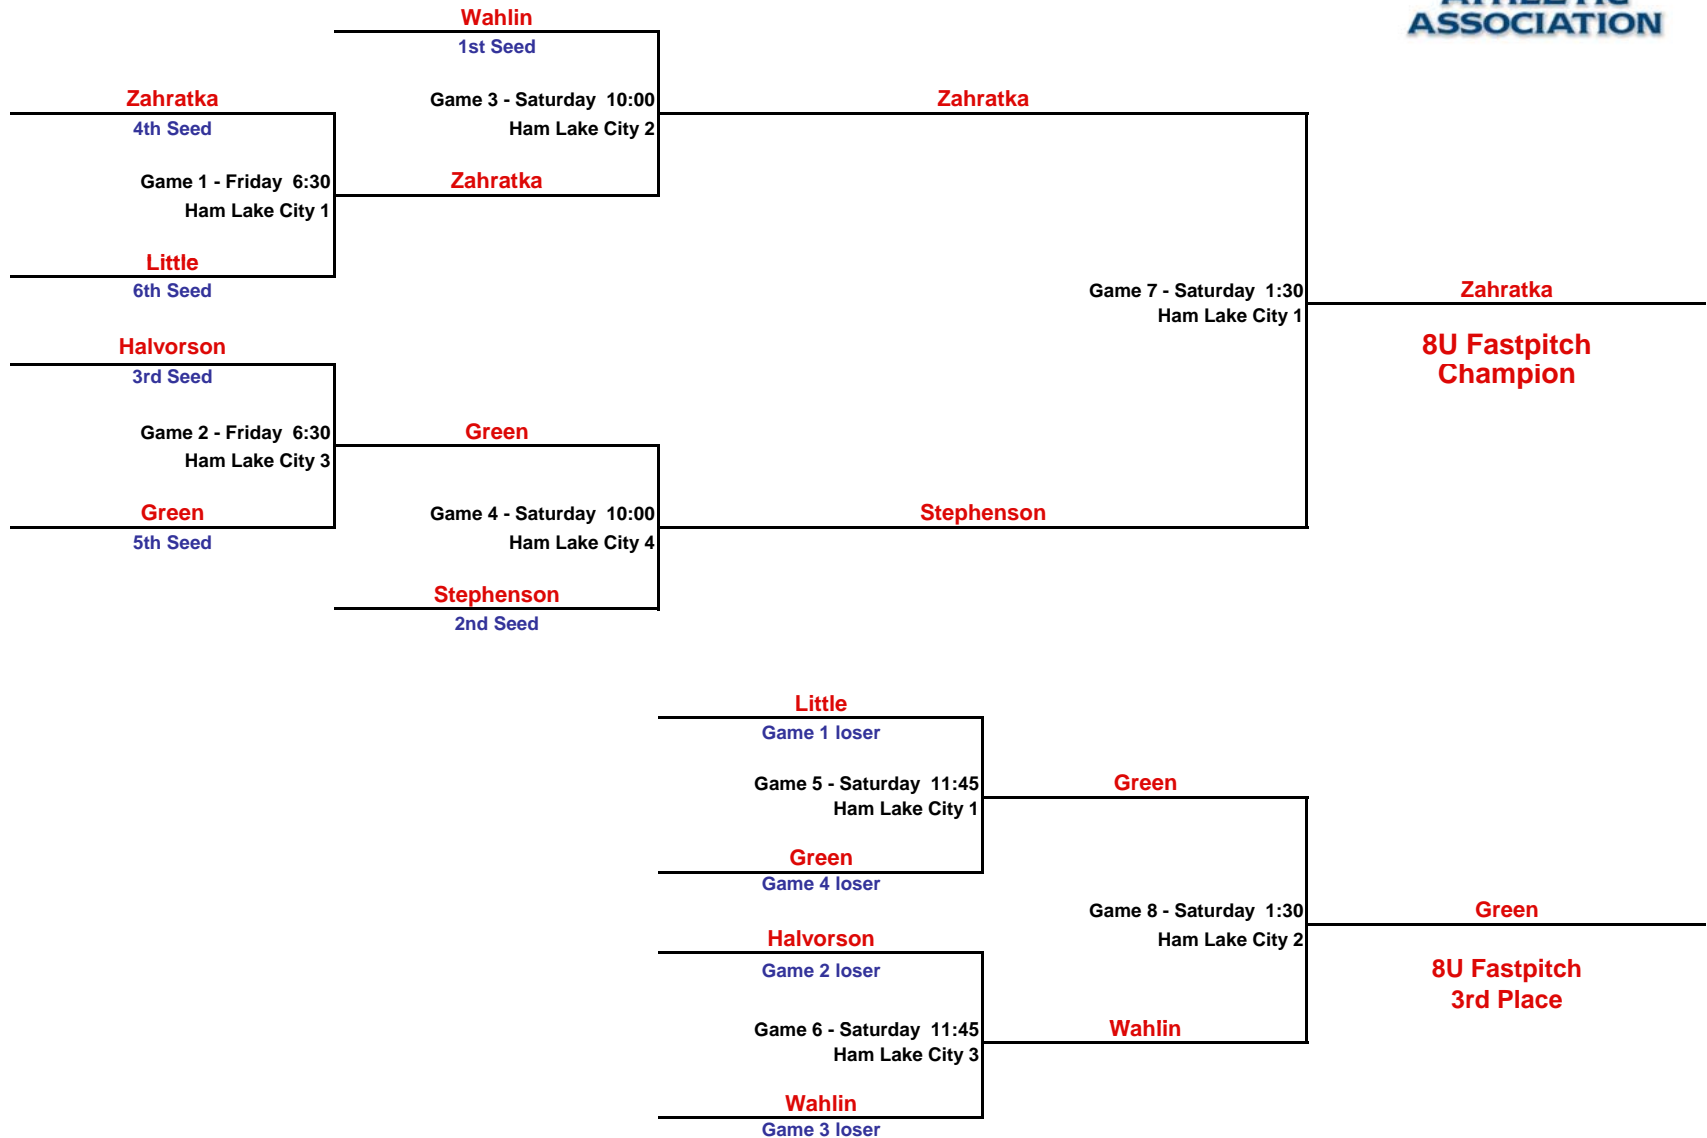 ASSOCIATION
Wahlin
1st Seed
Zahratka
4th Seed
Game 3 - Saturday  10:00
Ham Lake City 2
Zahratka
Game 1 - Friday  6:30
Ham Lake City 1
Zahratka
Little
6th Seed
Game 7 - Saturday  1:30
Ham Lake City 1
Zahratka
8U Fastpitch
Champion
Halvorson
3rd Seed
Game 2 - Friday  6:30
Ham Lake City 3
Green
Green
5th Seed
Game 4 - Saturday  10:00
Ham Lake City 4
Stephenson
Stephenson
2nd Seed
Little
Game 1 loser
Game 5 - Saturday  11:45
Ham Lake City 1
Green
Green
Game 4 loser
Game 8 - Saturday  1:30
Ham Lake City 2
Green
8U Fastpitch
3rd Place
Halvorson
Game 2 loser
Game 6 - Saturday  11:45
Ham Lake City 3
Wahlin
Wahlin
Game 3 loser